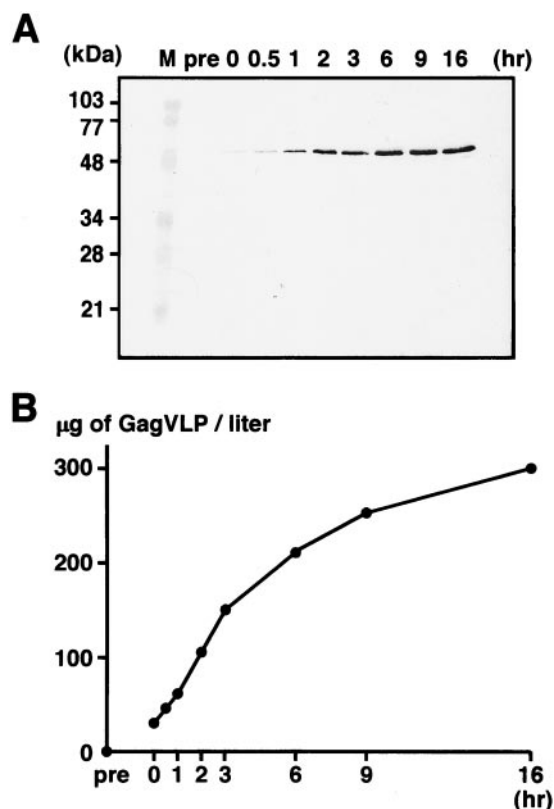 A
(kDa) M pre 0 0.5 1 2 3 6 9 16 (hr)
103
77
48
34
28
21
B
μg of GagVLP / liter
300
200
100
0
pre 0 1 2 3 6 9 16
(hr)